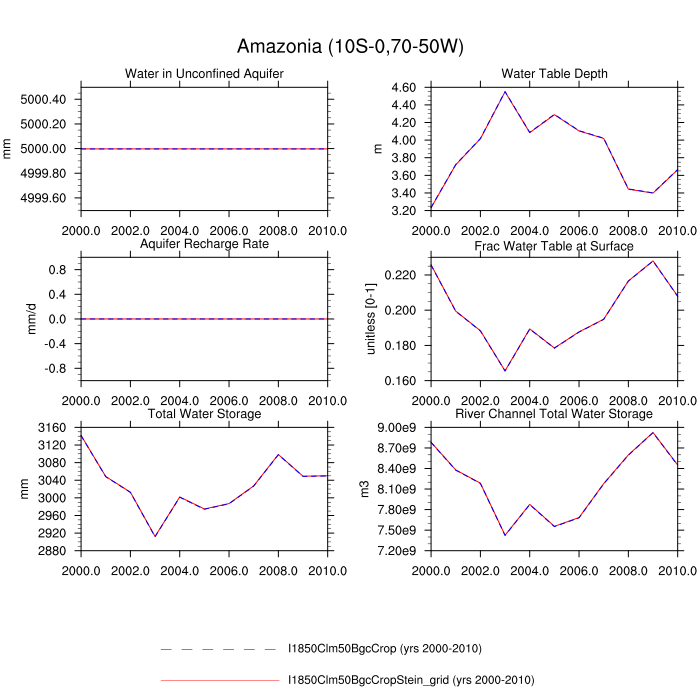 Amazonia (10S-0,70-50W)
Water in Unconfined Aquifer
mm
5000.40
5000.20
5000.00
4999.80
4999.60
2000.0 2002.0 2004.0 2006.0 2008.0 2010.0
Water Table Depth
m
4.60
4.40
4.20
4.00
3.80
3.60
3.40
3.20
2000.0 2002.0 2004.0 2006.0 2008.0 2010.0
Aquifer Recharge Rate
mm/d
0.8
0.4
0.0
-0.4
-0.8
2000.0 2002.0 2004.0 2006.0 2008.0 2010.0
Frac Water Table at Surface
unitless [0-1]
0.220
0.200
0.180
0.160
2000.0 2002.0 2004.0 2006.0 2008.0 2010.0
Total Water Storage
mm
3160
3120
3080
3040
3000
2960
2920
2880
2000.0 2002.0 2004.0 2006.0 2008.0 2010.0
River Channel Total Water Storage
m3
9.00e9
8.70e9
8.40e9
8.10e9
7.80e9
7.50e9
7.20e9
2000.0 2002.0 2004.0 2006.0 2008.0 2010.0
I1850Clm50BgcCrop (yrs 2000-2010)
I1850Clm50BgcCropStein_grid (yrs 2000-2010)